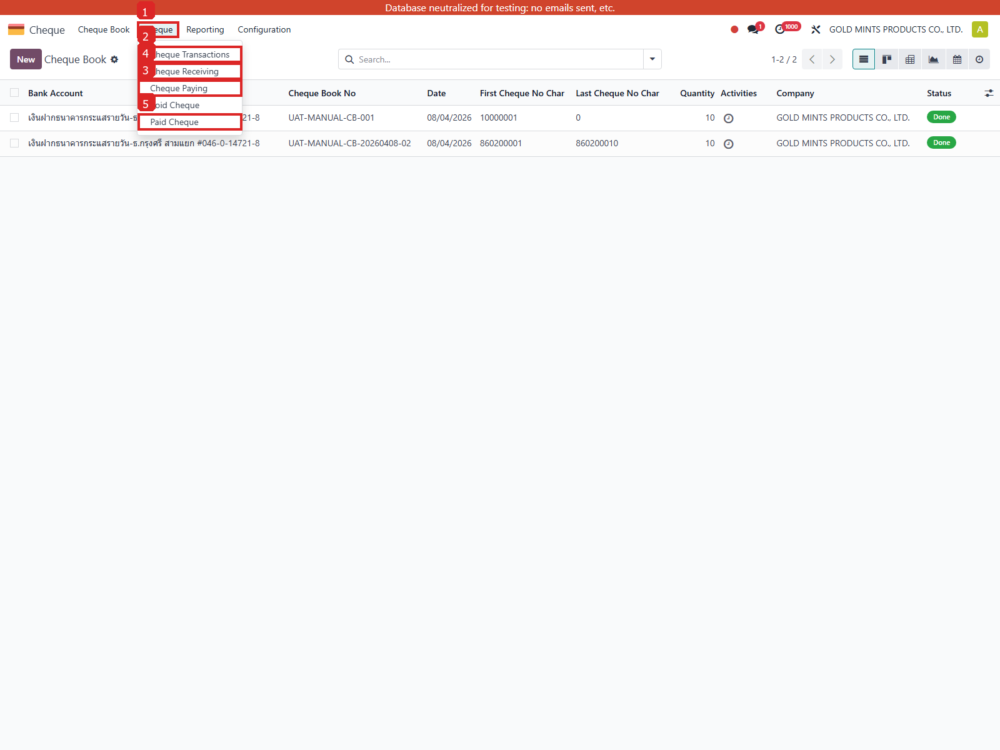 Database neutralized for testing: no emails sent, etc.
1
Cheque Cheque Book eque Reporting Configuration 1 1000 GOLD MINTS PRODUCTS CO., LTD. A
2
New Cheque Book Search... 1-2 / 2
4 heque Transactions
3 heque Receiving
Cheque Paying
5 oid Cheque
Paid Cheque
Bank Account Cheque Book No Date First Cheque No Char Last Cheque No Char Quantity Activities Company Status
เงินฝากธนาคารกระแสรายวัน-ธ 21-8 UAT-MANUAL-CB-001 08/04/2026 10000001 0 10 GOLD MINTS PRODUCTS CO., LTD. Done
เงินฝากธนาคารกระแสรายวัน-ธ.กรุงศรี สามแยก #046-0-14721-8 UAT-MANUAL-CB-20260408-02 08/04/2026 860200001 860200010 10 GOLD MINTS PRODUCTS CO., LTD. Done